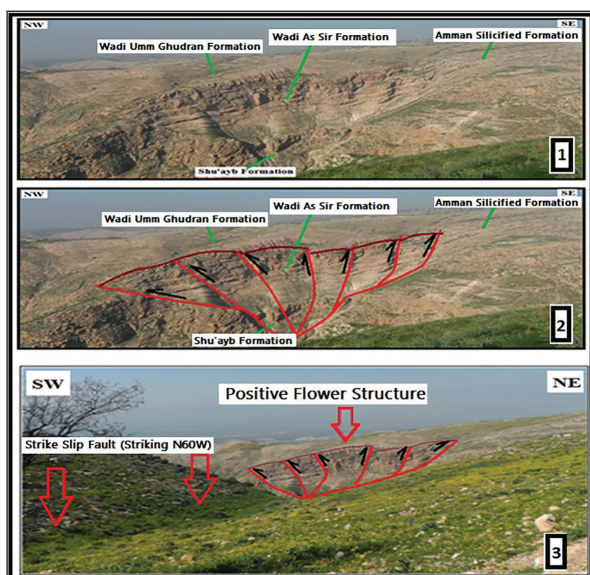 NW
SE
Wadi As Sir Formation
Amman Silicified Formation
Wadi Umm Ghudran Formation
Shu'ayb Formation
1
NW
SE
Wadi As Sir Formation
Amman Silicified Formation
Wadi Umm Ghudran Formation
Shu'ayb Formation
2
SW
NE
Positive Flower Structure
Strike Slip Fault (Striking N60W)
3